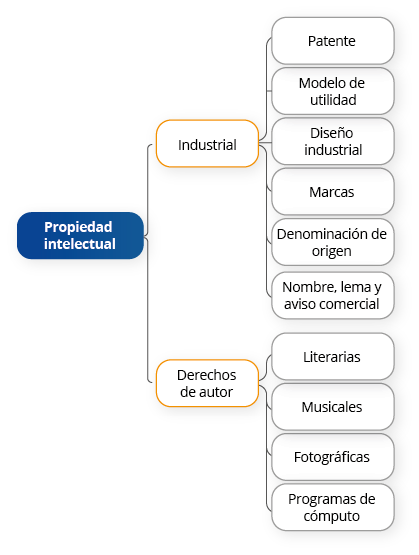 Propiedad
intelectual
Industrial
Patente
Modelo de
utilidad
Diseño
industrial
Marcas
Denominación de
origen
Nombre, lema y
aviso comercial
Derechos
de autor
Literarias
Musicales
Fotográficas
Programas de
cómputo